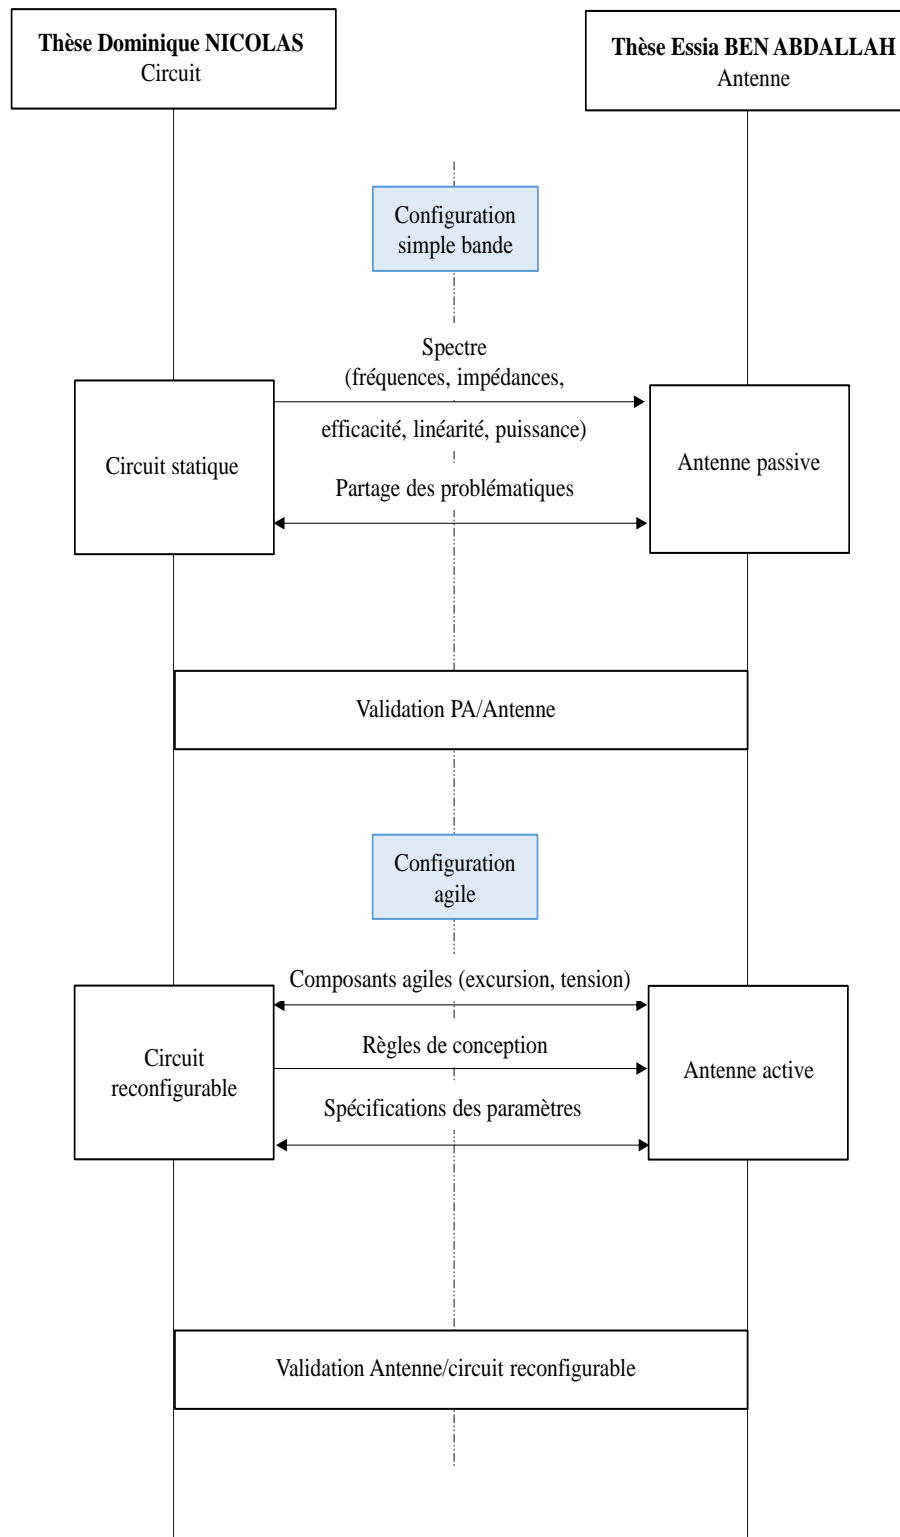 Thèse Dominique NICOLAS
Circuit
Thèse Essia BEN ABDALLAH
Antenne
Configuration
simple bande
Spectre
(fréquences, impédances,
efficacité, linéarité, puissance)
Circuit statique
Antenne passive
Partage des problématiques
Validation PA/Antenne
Configuration
agile
Composants agiles (excursion, tension)
Règles de conception
Circuit
reconfigurable
Antenne active
Spécifications des paramètres
Validation Antenne/circuit reconfigurable